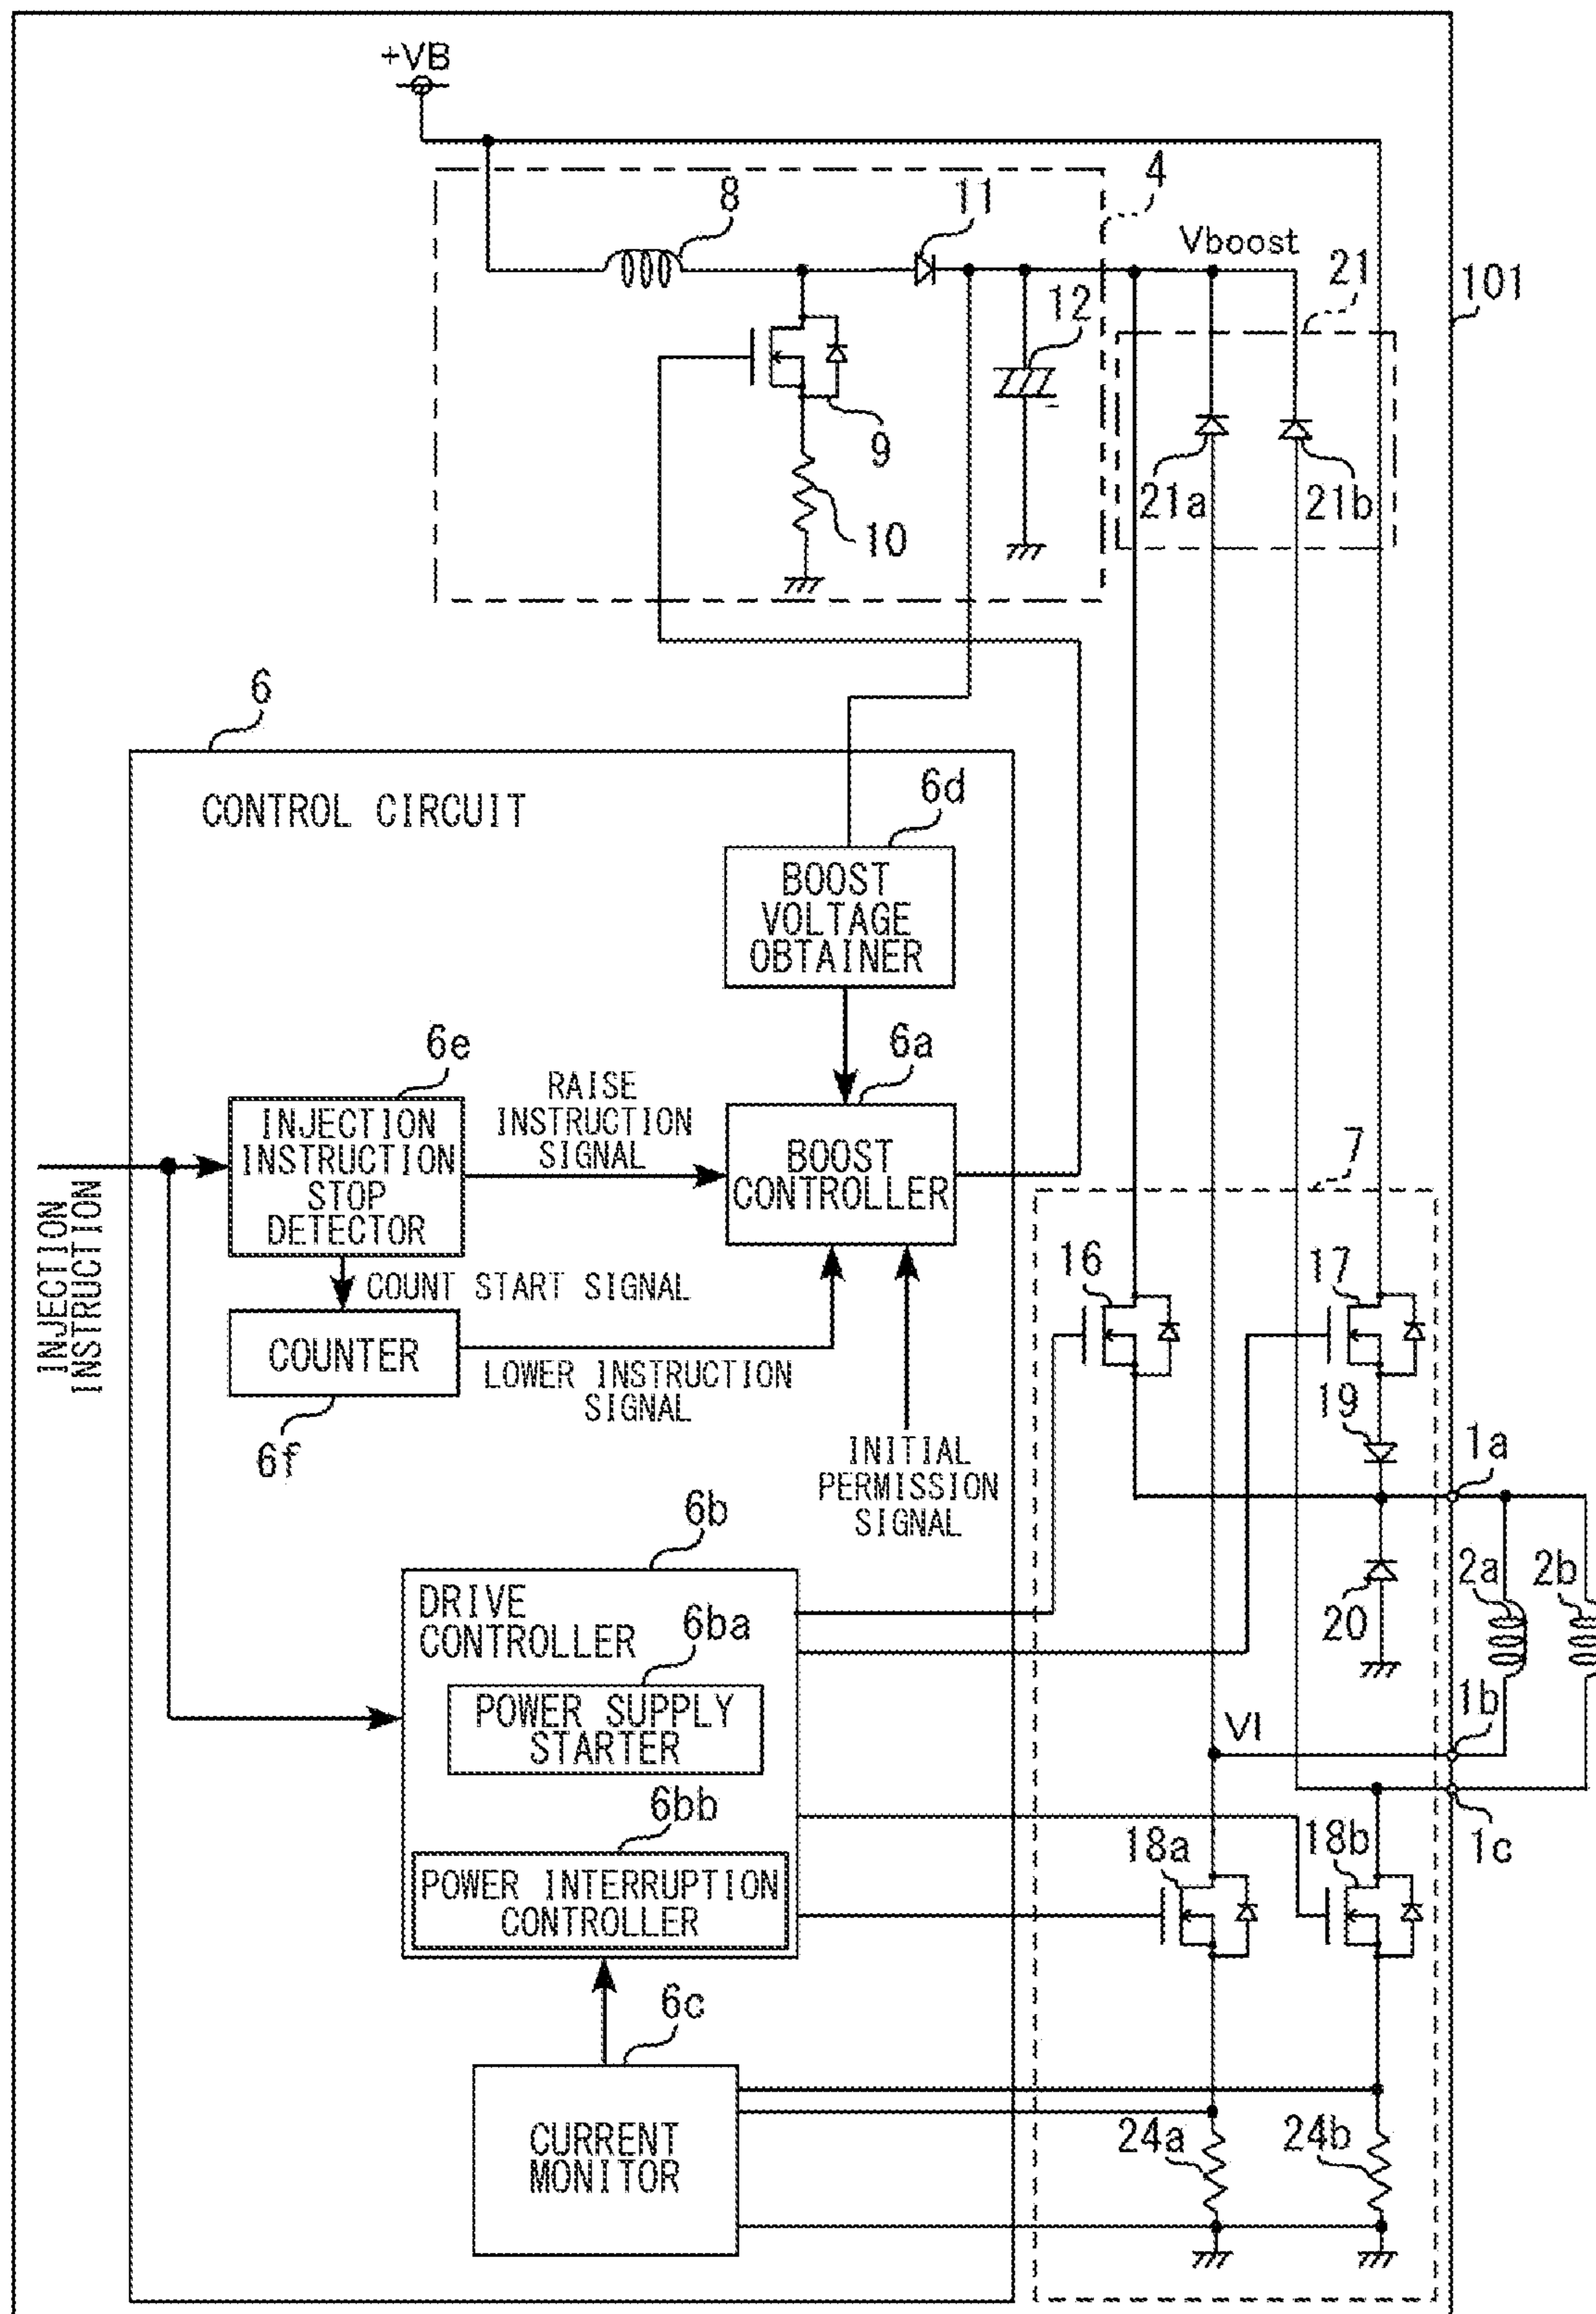 +VB
4
8
11
Vboost
21
101
12
9
21a
21b
10
6
CONTROL CIRCUIT
6d
BOOST
VOLTAGE
OBTAINER
6e
6a
RAISE
INSTRUCTION
SIGNAL
INJECTION
INSTRUCTION
STOP
DETECTOR
BOOST
CONTROLLER
7
INJECTION
INSTRUCTION
COUNT START SIGNAL
16
17
COUNTER
LOWER INSTRUCTION
SIGNAL
19
6f
INITIAL
PERMISSION
SIGNAL
1a
6b
DRIVE
CONTROLLER
6ba
2a
2b
20
POWER SUPPLY
STARTER
VI
1b
6bb
18a
18b
1c
POWER INTERRUPTION
CONTROLLER
6c
CURRENT
MONITOR
24a
24b